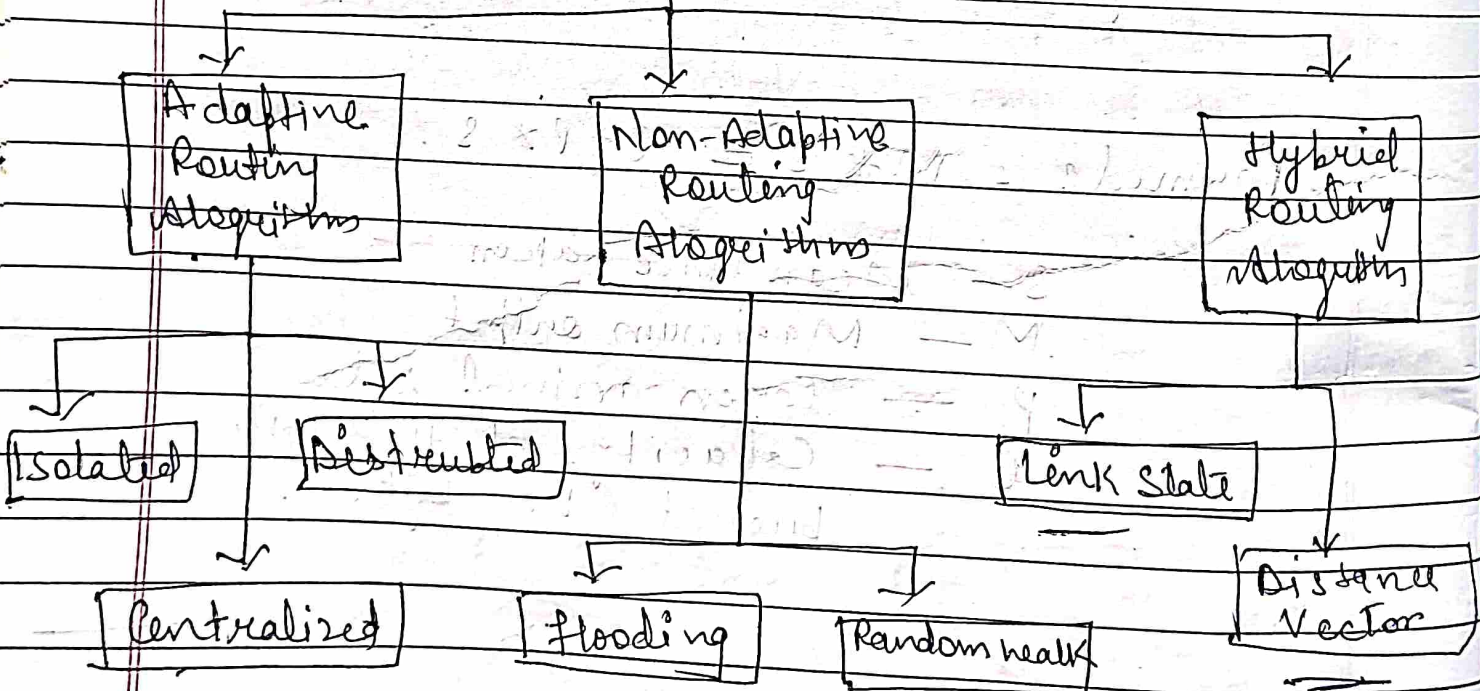 Adaptive
Routing
Alogrithms
Non-Adaptive
Routing
Alogrithms
Hybrid
Routing
Alogrithm
Isolated
Distrubted
Link State
Centralized
flooding
Random walk
Distance
Vector